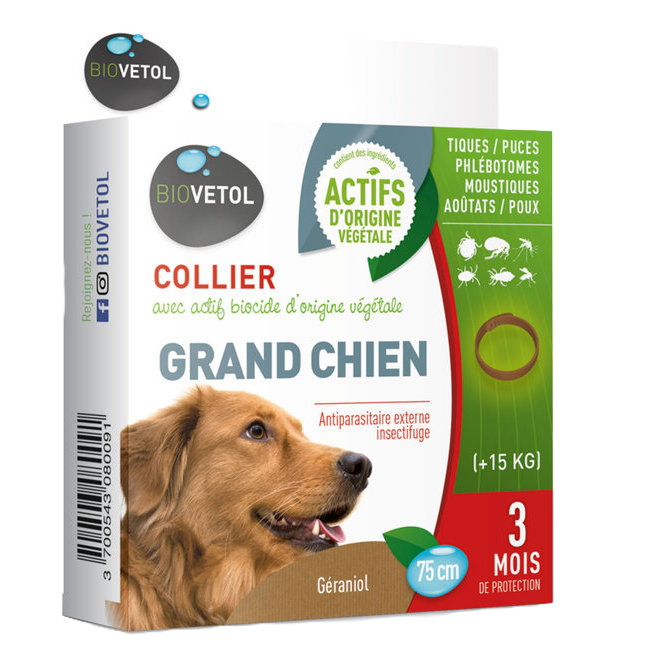 BIOVETOL
BIOVETOL
contient des ingrédients
ACTIFS
D'ORIGINE
VÉGÉTALE
TIQUES / PUCES
PHLÉBOTOMES
MOUSTIQUES
AOÛTATS / POUX
Rejoignez-nous !
BIOVETOL
COLLIER
avec actif biocide d'origine végétale
GRAND CHIEN
Antiparasitaire externe
insectifuge
(+15 KG)
3
MOIS
DE PROTECTION
75 cm
Géraniol
3 700543 080091